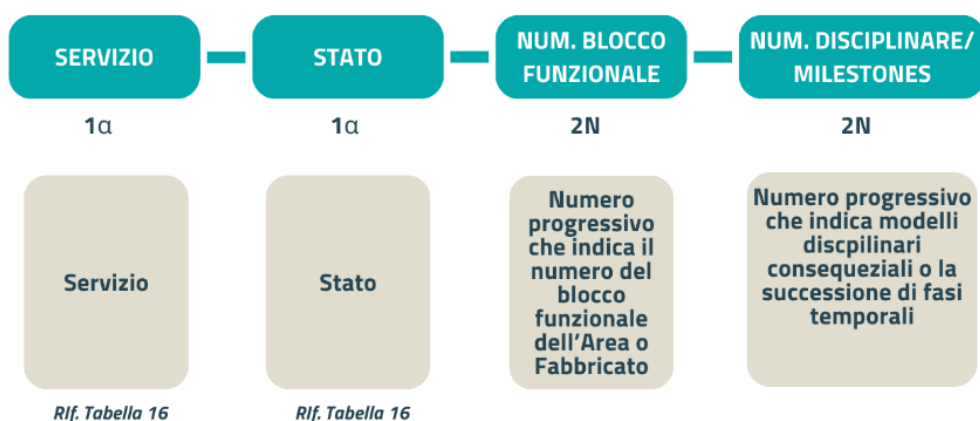 SERVIZIO
STATO
NUM. BLOCCO
FUNZIONALE
NUM. DISCIPLINARE/
MILESTONES
1α
1α
2N
2N
Servizio
Stato
Numero
progressivo
che indica il
numero del
blocco
funzionale
dell'Area o
Fabbricato
Numero progressivo
che indica modelli
discpilinari
consequeziali o la
successione di fasi
temporali
RIf. Tabella 16
RIf. Tabella 16